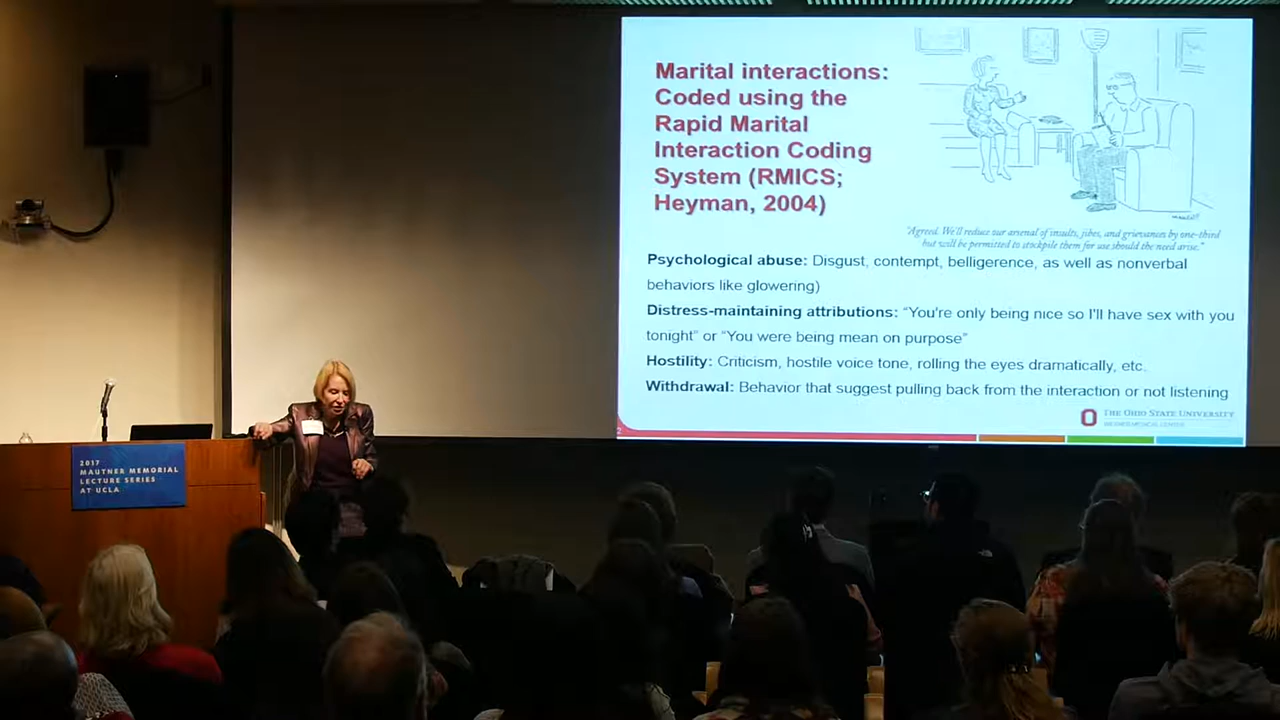 Marital interactions:
Coded using the
Rapid Marital
Interaction Coding
System (RMICS;
Heyman, 2004)
"Agreed. We'll reduce our arsenal of insults, jibes, and grievances by one-third
but will be permitted to stockpile them for use should the need arise."
Psychological abuse: Disgust, contempt, belligerence, as well as nonverbal
behaviors like glowering)
Distress-maintaining attributions: “You're only being nice so I'll have sex with you
tonight” or “You were being mean on purpose”
Hostility: Criticism, hostile voice tone, rolling the eyes dramatically, etc.
Withdrawal: Behavior that suggest pulling back from the interaction or not listening
THE OHIO STATE UNIVERSITY
WEXNER MEDICAL CENTER
2017
MAUTNER MEMORIAL
LECTURE SERIES
AT UCLA